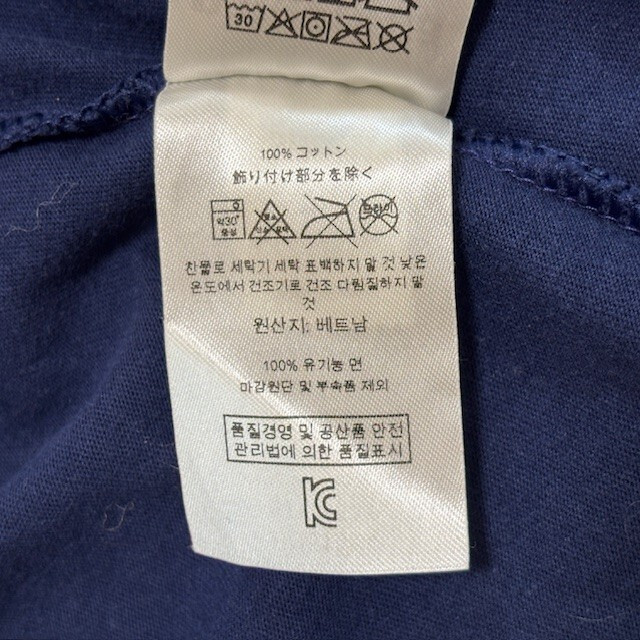 30
100% コットン
飾り付け部分を除く
약30° 중성
드라이
찬물로 세탁기 세탁 표백하지 말 것 낮은
온도에서 건조기로 건조 다림질하지 말
것
원산지: 베트남
100% 유기농 면
마감원단 및 부속품 제외
품질경영 및 공산품 안전
관리법에 의한 품질표시